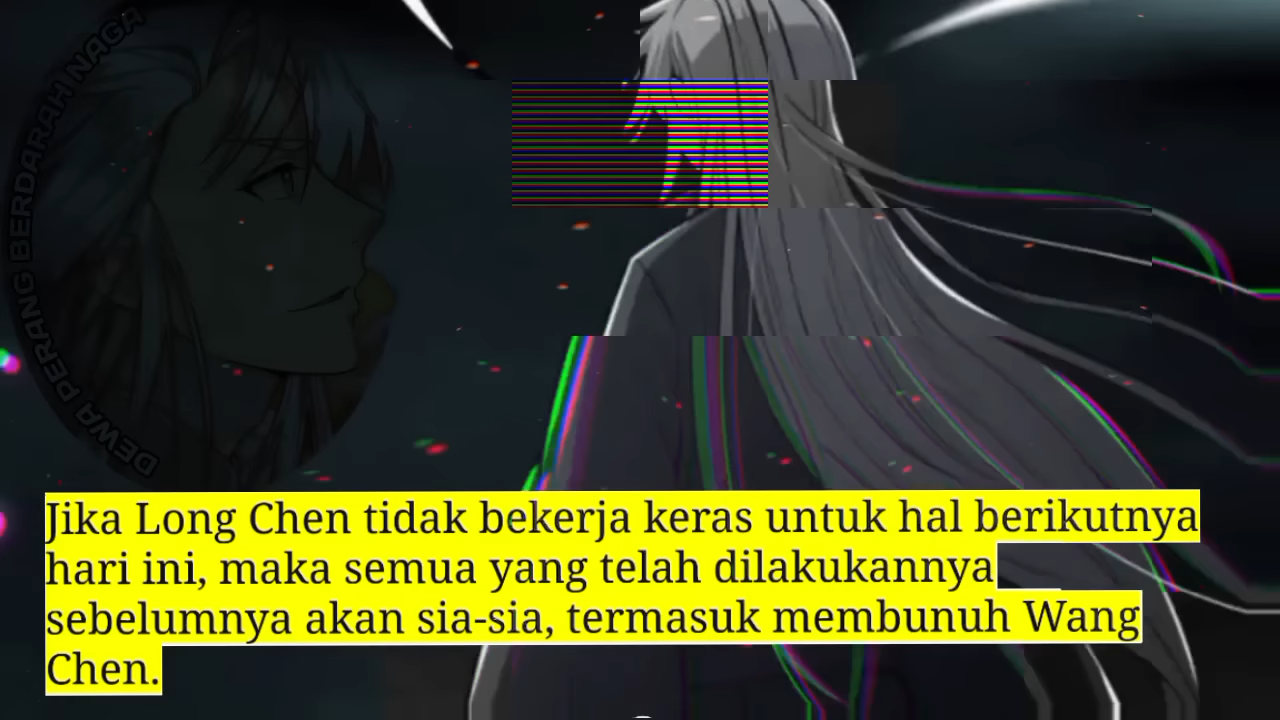 DEWA PERANG BERDARAH NAGA
Jika Long Chen tidak bekerja keras untuk hal berikutnya
hari ini, maka semua yang telah dilakukannya
sebelumnya akan sia-sia, termasuk membunuh Wang
Chen.